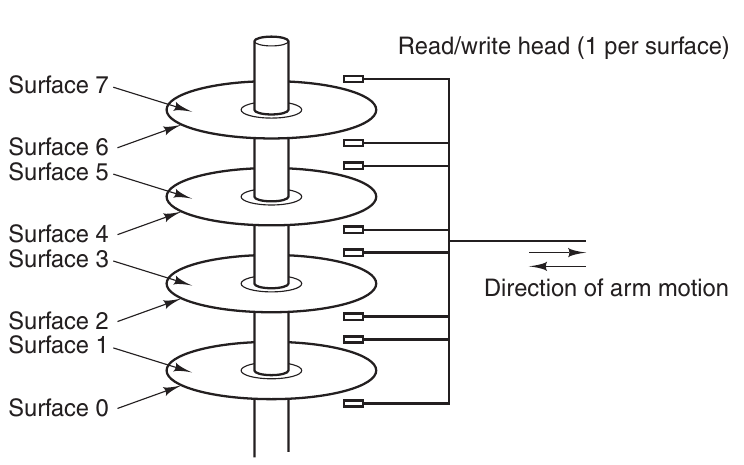 Read/write head (1 per surface)
Surface 7
Surface 6
Surface 5
Surface 4
Surface 3
Direction of arm motion
Surface 2
Surface 1
Surface 0